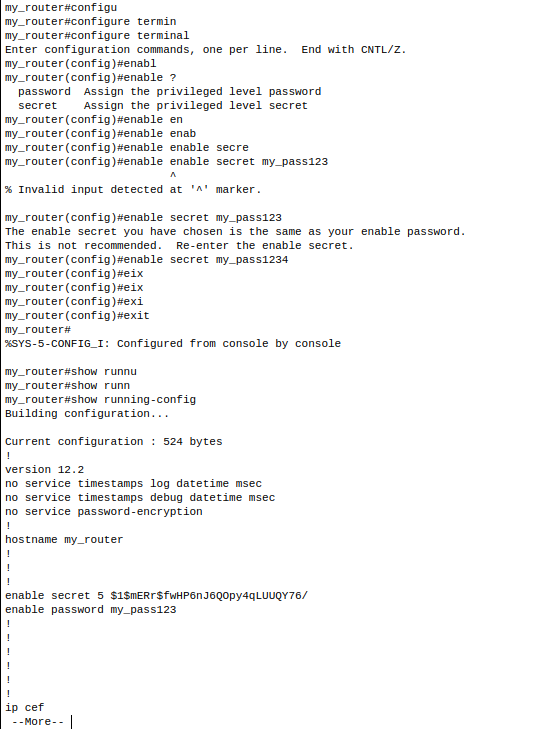 my_router#configu
my_router#configure termin
my_router#configure terminal
Enter configuration commands, one per line.  End with CNTL/Z.
my_router(config)#enabl
my_router(config)#enable ?
  password  Assign the privileged level password
  secret    Assign the privileged level secret
my_router(config)#enable en
my_router(config)#enable enab
my_router(config)#enable enable secre
my_router(config)#enable enable secret my_pass123
                         ^
% Invalid input detected at '^' marker.

my_router(config)#enable secret my_pass123
The enable secret you have chosen is the same as your enable password.
This is not recommended.  Re-enter the enable secret.
my_router(config)#enable secret my_pass1234
my_router(config)#eix
my_router(config)#eix
my_router(config)#exi
my_router(config)#exit
my_router#
%SYS-5-CONFIG_I: Configured from console by console

my_router#show runnu
my_router#show runn
my_router#show running-config
Building configuration...

Current configuration : 524 bytes
!
version 12.2
no service timestamps log datetime msec
no service timestamps debug datetime msec
no service password-encryption
!
hostname my_router
!
!
!
enable secret 5 $1$mERr$fwHP6nJ6QOpy4qLUUQY76/
enable password my_pass123
!
!
!
!
!
!
ip cef
 --More--